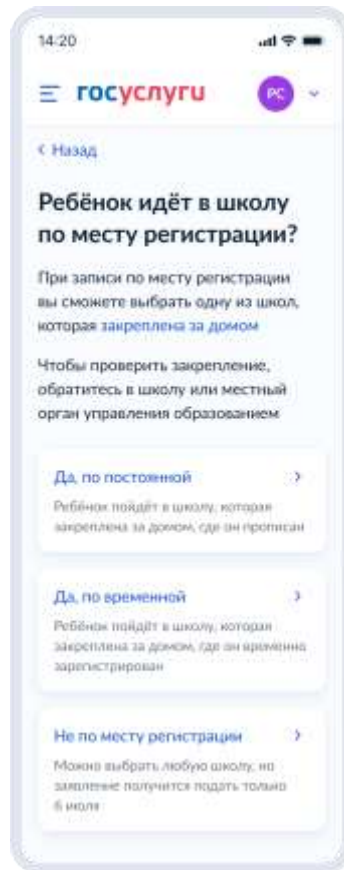 14:20
госуслуги
РС
Назад
Ребёнок идёт в школу
по месту регистрации?
При записи по месту регистрации
вы сможете выбрать одну из школ,
которая закреплена за домом
Чтобы проверить закрепление,
обратитесь в школу или местный
орган управления образованием
Да, по постоянной
Ребёнок пойдёт в школу, которая
закреплена за домом, где он прописан
Да, по временной
Ребёнок пойдёт в школу, которая
закреплена за домом, где он временно
зарегистрирован
Не по месту регистрации
Можно выбрать любую школу, но
заявление получится подать только
6 июля